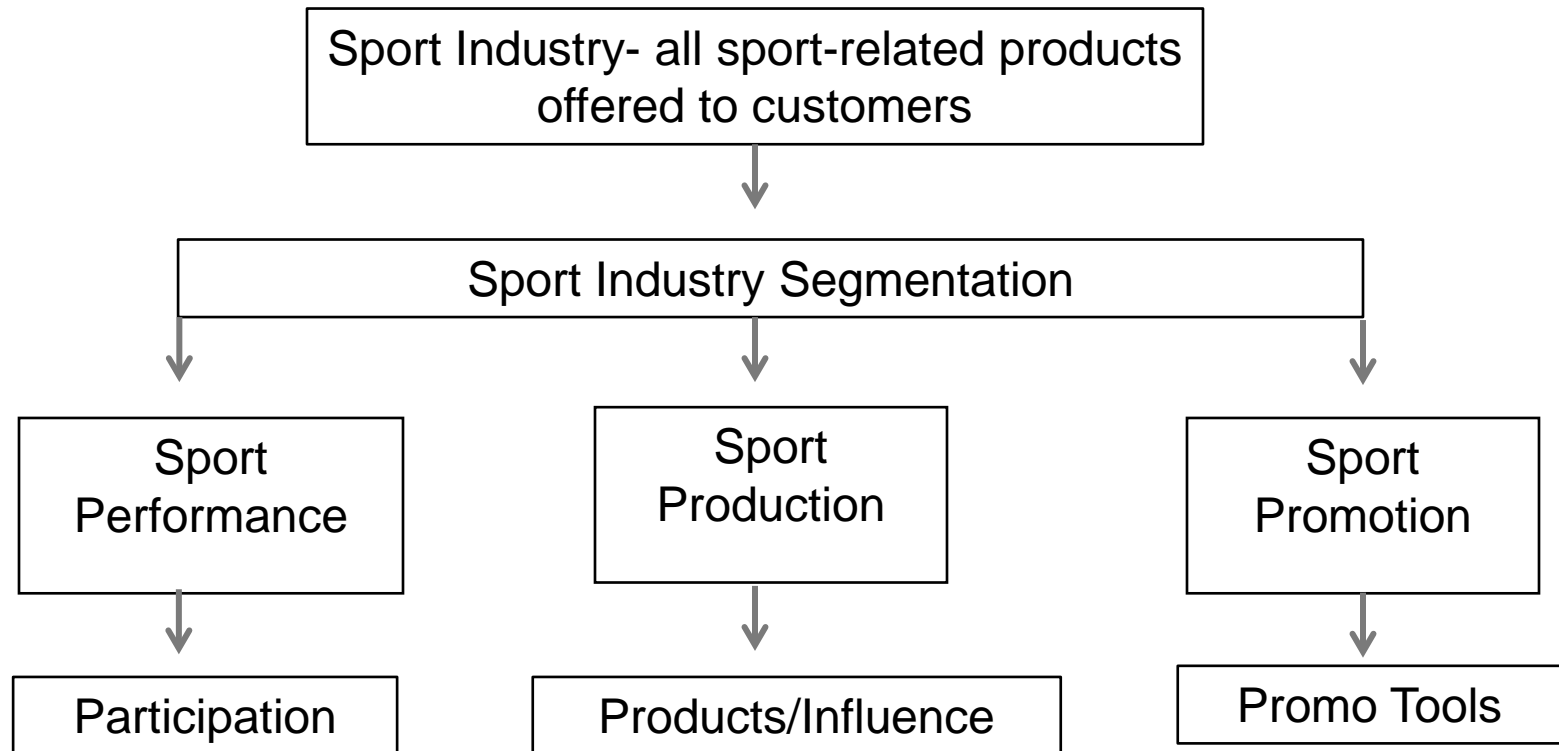 Sport Industry- all sport-related products
offered to customers
Sport Industry Segmentation
Sport
Performance
Sport
Production
Sport
Promotion
Participation
Products/Influence
Promo Tools